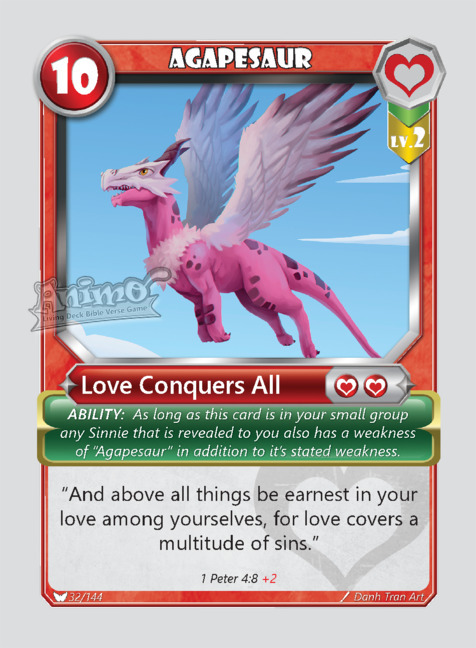 10
AGAPESAUR
LV.2
Animos
Living Deck Bible Verse Game
Love Conquers All
ABILITY: As long as this card is in your small group
any Sinnie that is revealed to you also has a weakness
of "Agapesaur" in addition to it's stated weakness.
"And above all things be earnest in your
love among yourselves, for love covers a
multitude of sins."
1 Peter 4:8 +2
32/144
Danh Tran Art